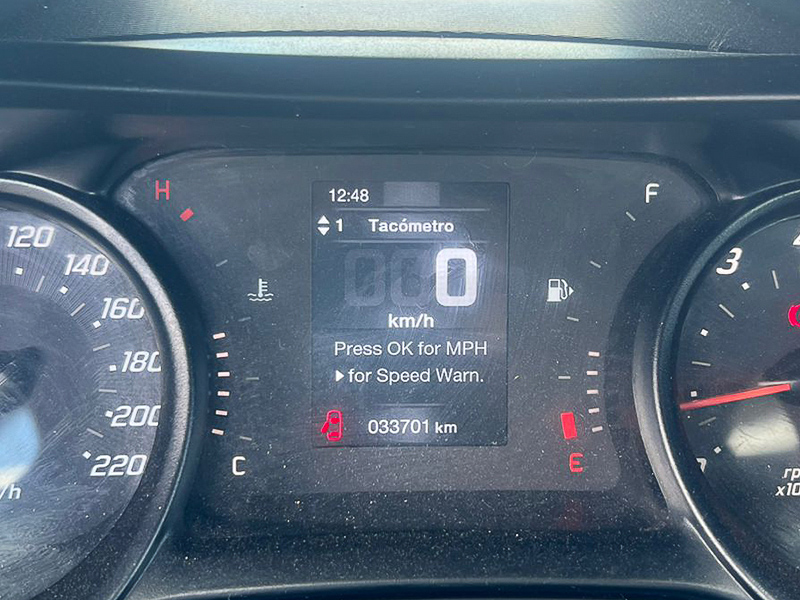 12:48
1 Tacómetro
0
km/h
Press OK for MPH
for Speed Warn.
033701 km
H
C
F
E
120
140
160
180
200
220
/h
3